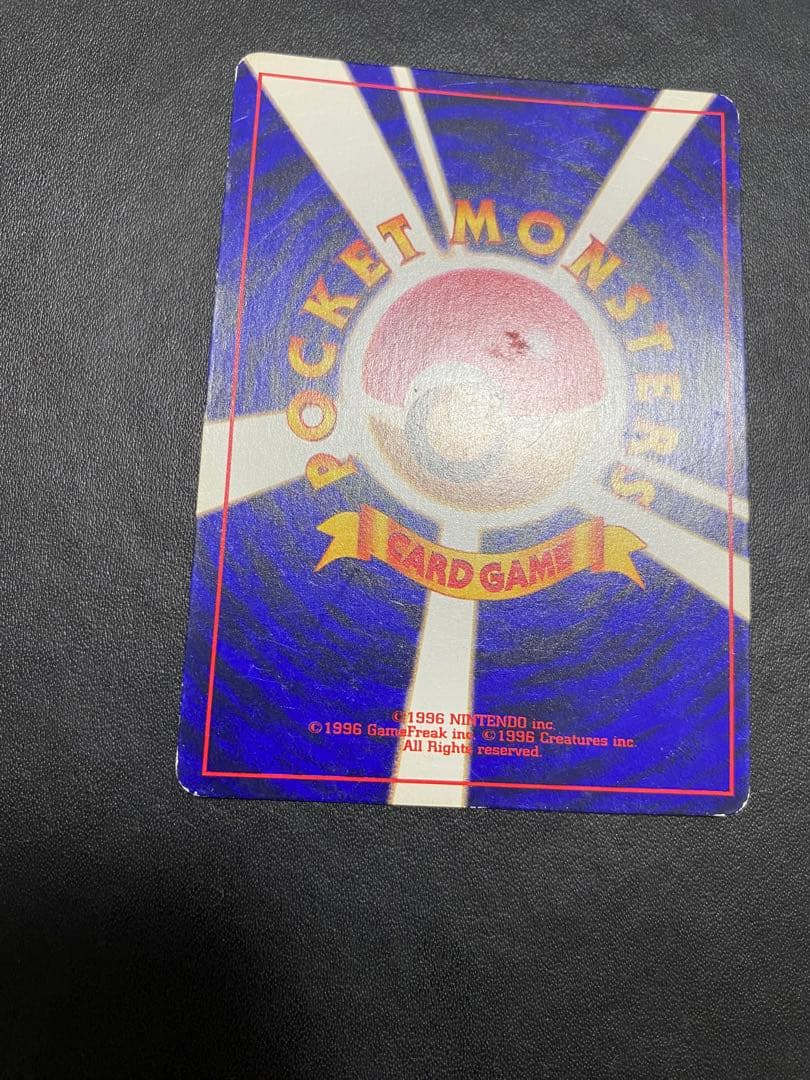 POCKET MONSTERS
CARD GAME
©1996 NINTENDO inc.
©1996 GameFreak inc. ©1996 Creatures inc.
All Rights reserved.